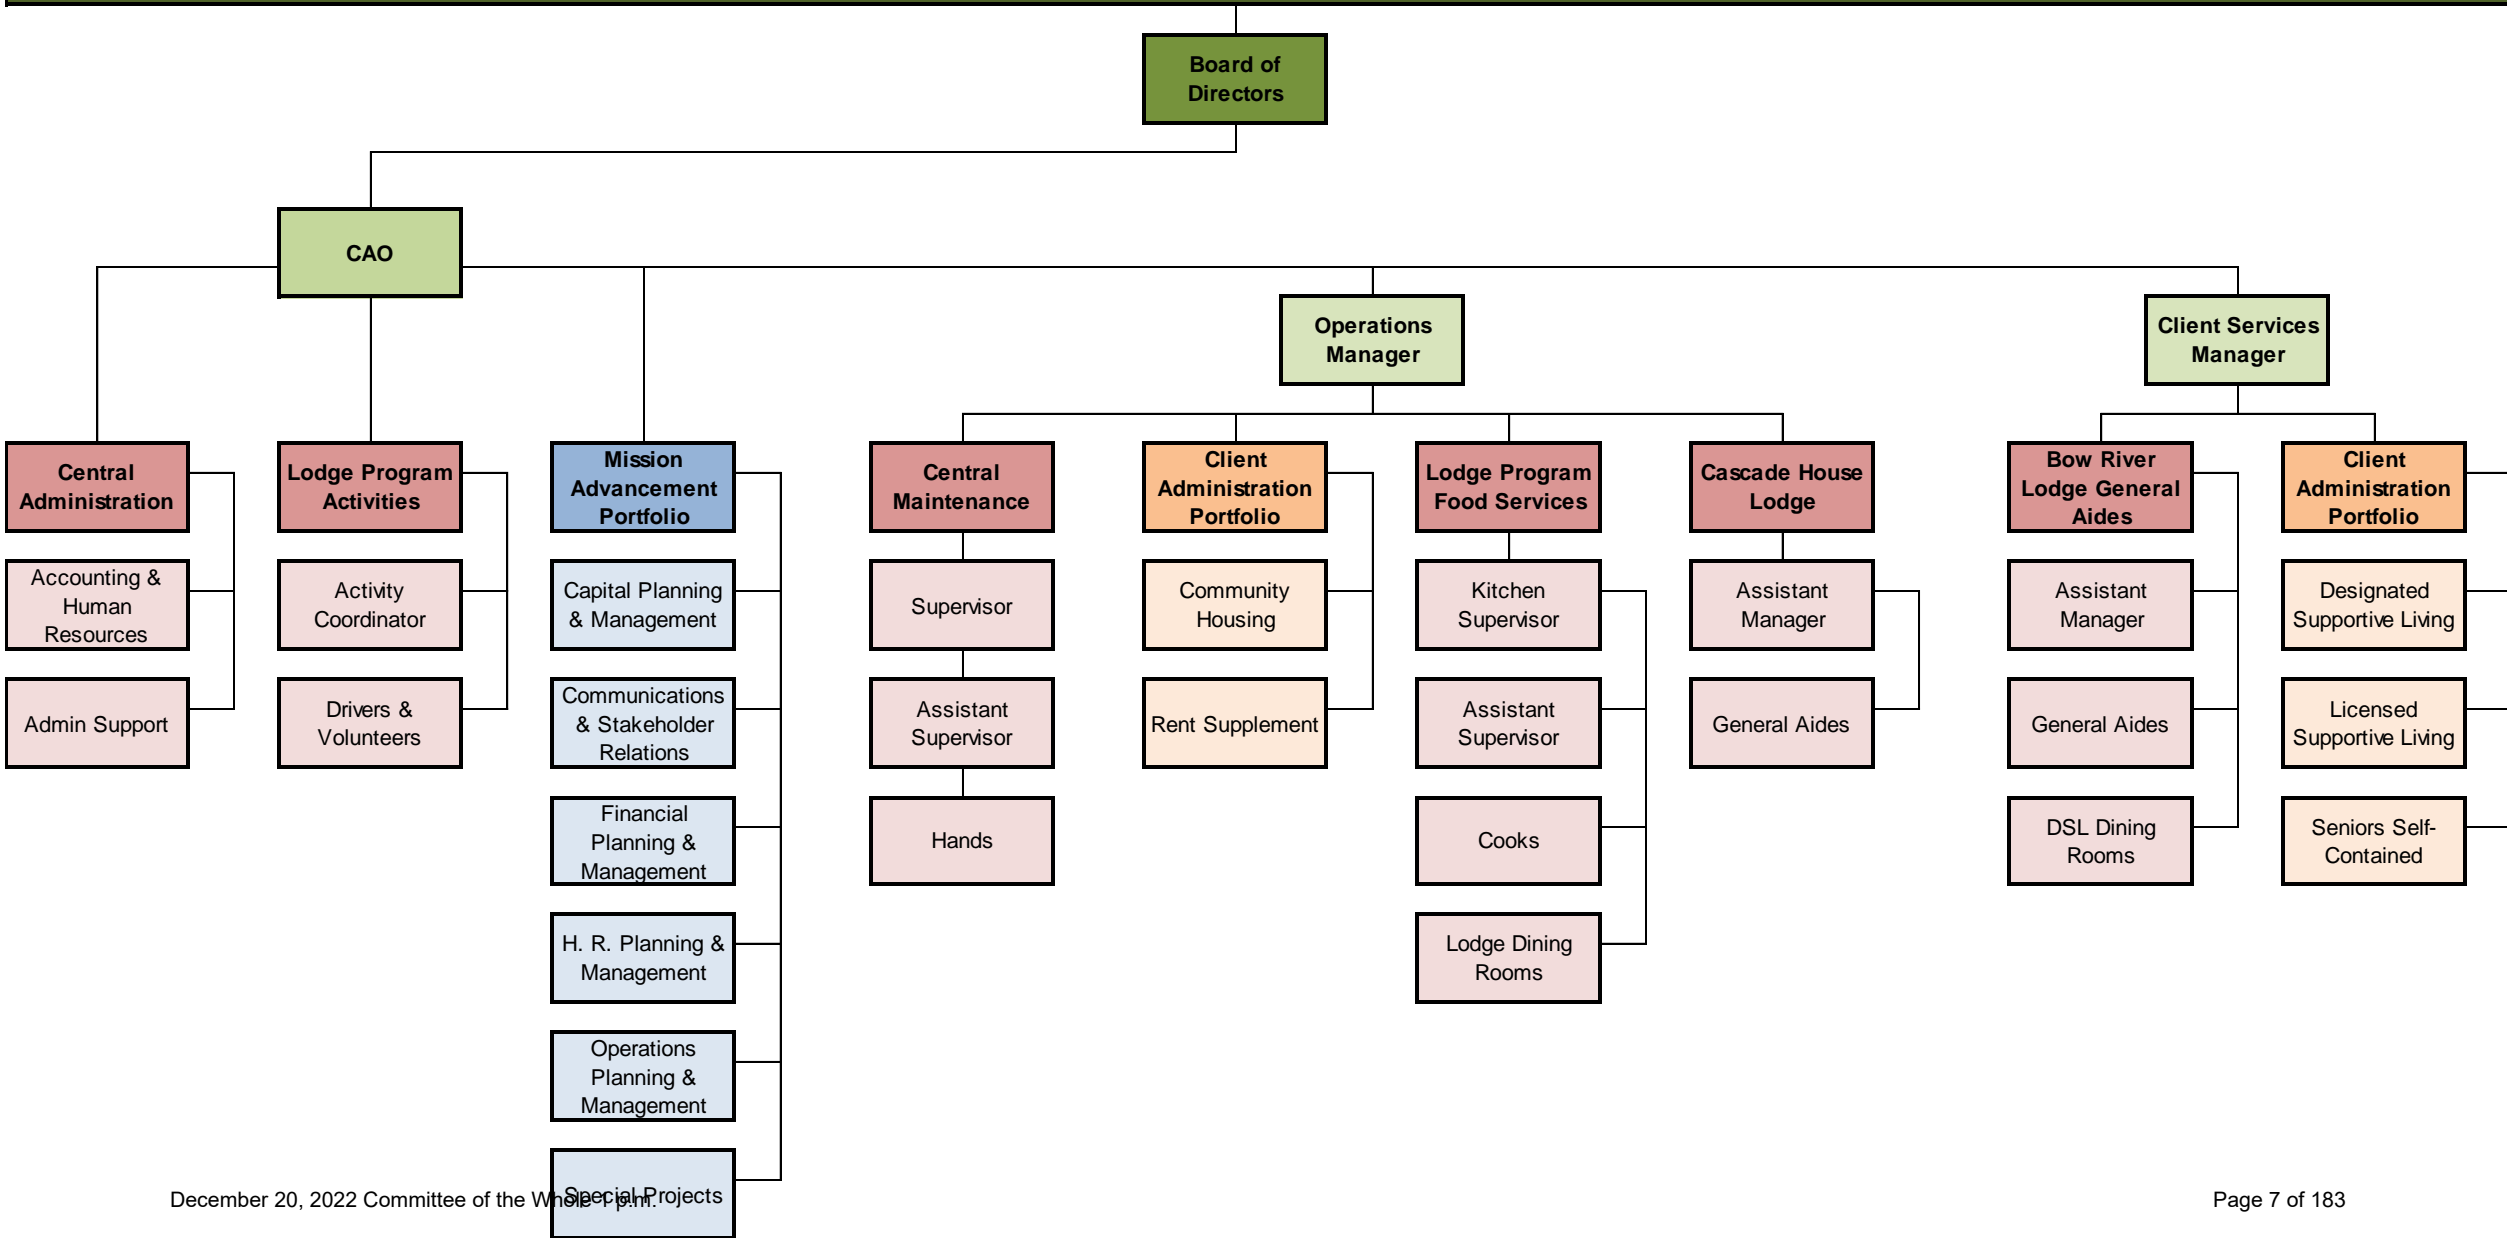 Board of
Directors
CAO
Operations
Manager
Client Services
Manager
Central
Administration
Lodge Program
Activities
Mission
Advancement
Portfolio
Central
Maintenance
Client
Administration
Portfolio
Lodge Program
Food Services
Cascade House
Lodge
Bow River
Lodge General
Aides
Client
Administration
Portfolio
Accounting &
Human
Resources
Activity
Coordinator
Capital Planning
& Management
Supervisor
Community
Housing
Kitchen
Supervisor
Assistant
Manager
Assistant
Manager
Designated
Supportive Living
Admin Support
Drivers &
Volunteers
Communications
& Stakeholder
Relations
Assistant
Supervisor
Rent Supplement
Assistant
Supervisor
General Aides
General Aides
Licensed
Supportive Living
Financial
Planning &
Management
Hands
Cooks
DSL Dining
Rooms
Seniors Self-
Contained
H. R. Planning &
Management
Lodge Dining
Rooms
Operations
Planning &
Management
Special Projects
December 20, 2022 Committee of the Whole 1 p.m.
Page 7 of 183